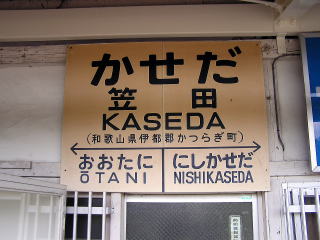 かせだ
笠田
KASEDA
(和歌山県伊都郡かつらぎ町)
おおたに にしかせだ
ŌTANI NISHIKASEDA